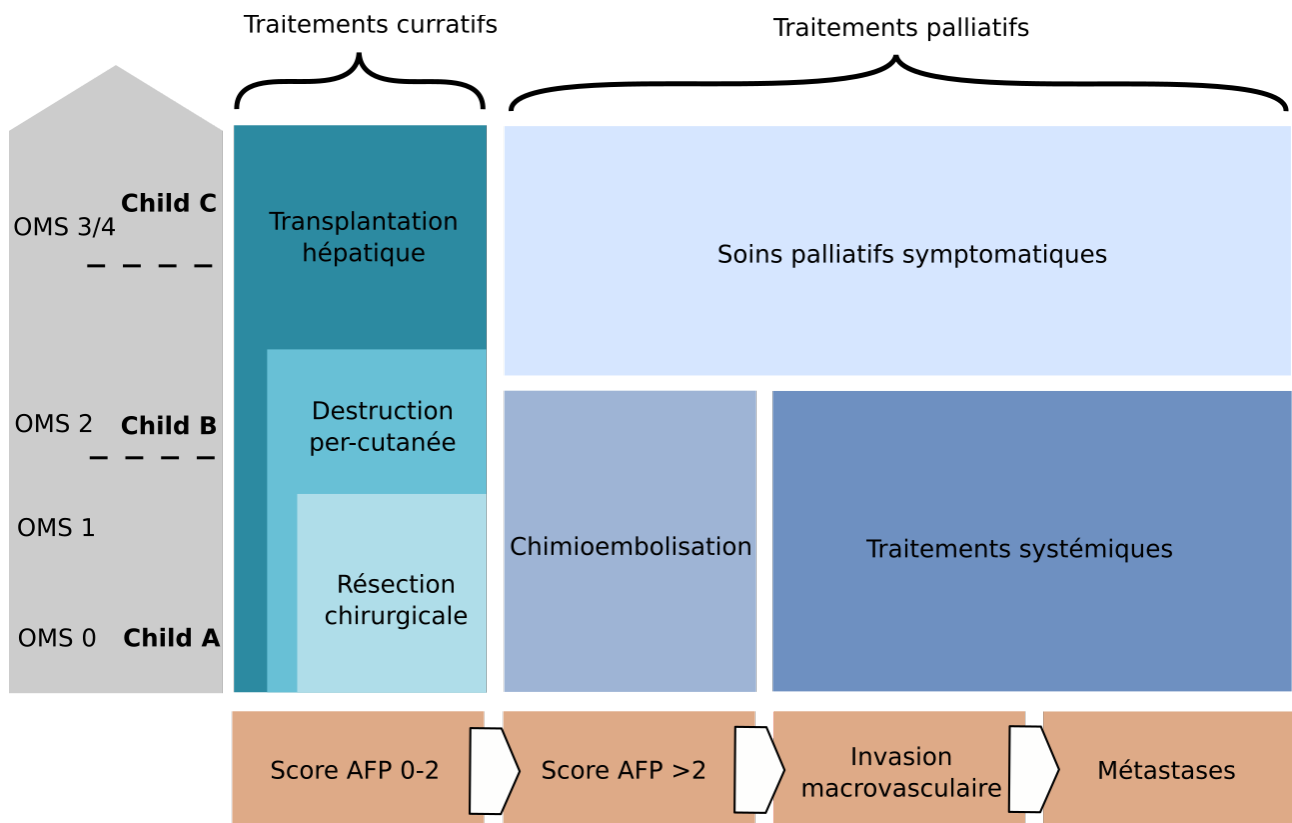 Traitements curratifs
Traitements palliatifs
Child C
OMS 3/4
Transplantation
hépatique
Soins palliatifs symptomatiques
OMS 2
Child B
Destruction
per-cutanée
OMS 1
Chimioembolisation
Traitements systémiques
Résection
chirurgicale
OMS 0
Child A
Score AFP 0-2
Score AFP >2
Invasion
macrovasculaire
Métastases